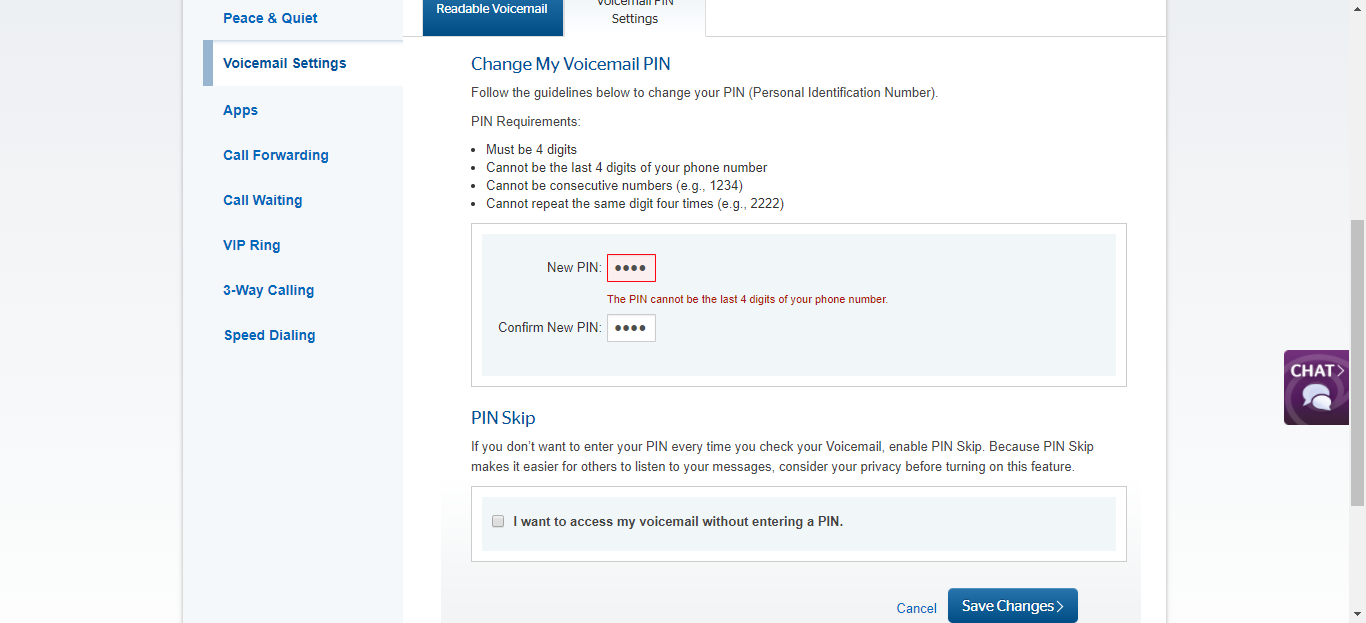 Peace & Quiet
Voicemail Settings
Apps
Call Forwarding
Call Waiting
VIP Ring
3-Way Calling
Speed Dialing
Readable Voicemail
Voicemail PIN
Settings
Change My Voicemail PIN
Follow the guidelines below to change your PIN (Personal Identification Number).
PIN Requirements:
• Must be 4 digits
• Cannot be the last 4 digits of your phone number
• Cannot be consecutive numbers (e.g., 1234)
• Cannot repeat the same digit four times (e.g., 2222)
New PIN: ••••
The PIN cannot be the last 4 digits of your phone number.
Confirm New PIN: ••••
PIN Skip
If you don’t want to enter your PIN every time you check your Voicemail, enable PIN Skip. Because PIN Skip
makes it easier for others to listen to your messages, consider your privacy before turning on this feature.
I want to access my voicemail without entering a PIN.
Cancel
Save Changes
CHAT